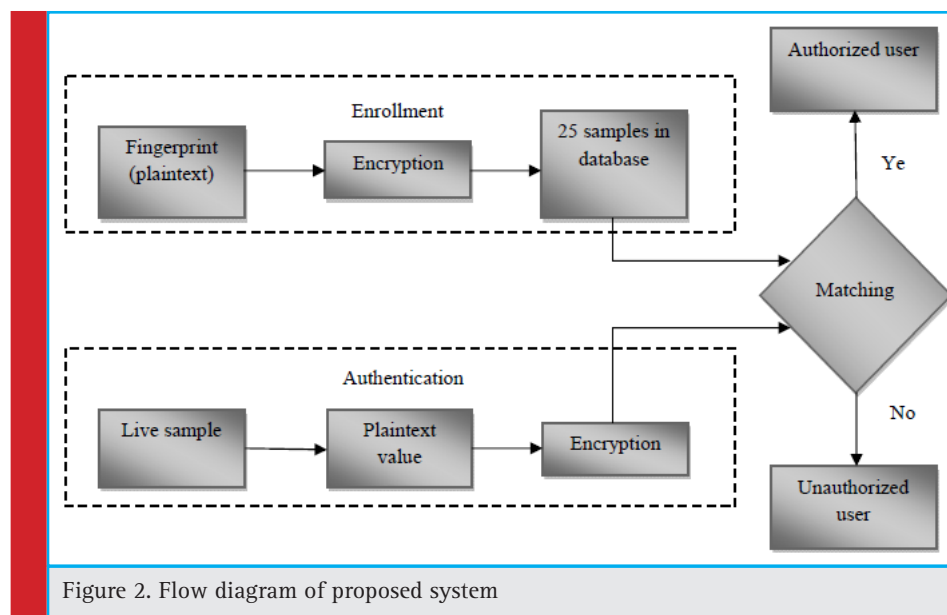 Authorized user
Enrollment
Fingerprint
(plaintext)
Encryption
25 samples in
database
Ye
Matching
Authentication
Live sample
Plaintext
value
Encryption
No
Unauthorized
user
Figure 2. Flow diagram of proposed system